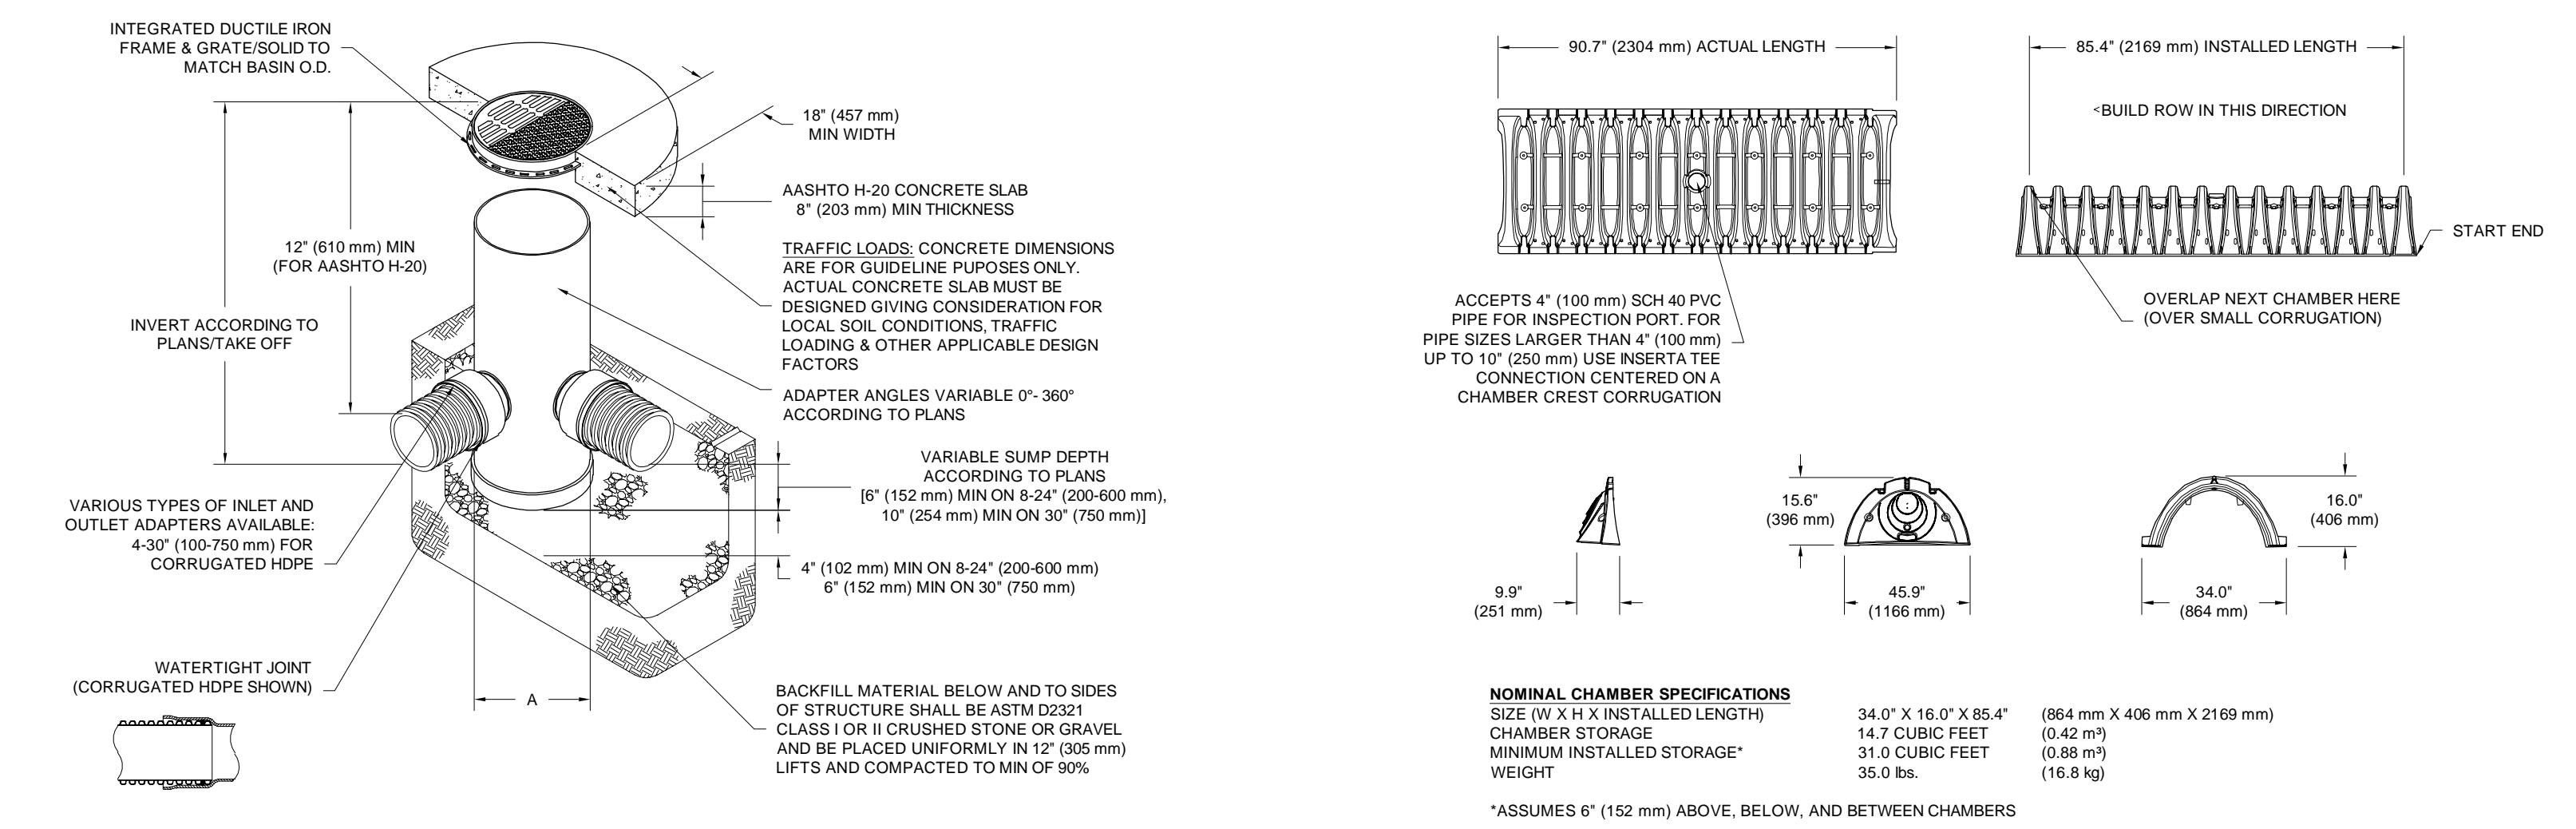 INTEGRATED DUCTILE IRON
FRAME & GRATE/SOLID TO
MATCH BASIN O.D.
18" (457 mm)
MIN WIDTH
AASHTO H-20 CONCRETE SLAB
8" (203 mm) MIN THICKNESS
12" (610 mm) MIN
(FOR AASHTO H-20)
TRAFFIC LOADS: CONCRETE DIMENSIONS
ARE FOR GUIDELINE PUPOSES ONLY.
ACTUAL CONCRETE SLAB MUST BE
DESIGNED GIVING CONSIDERATION FOR
LOCAL SOIL CONDITIONS, TRAFFIC
LOADING & OTHER APPLICABLE DESIGN
FACTORS
INVERT ACCORDING TO
PLANS/TAKE OFF
ADAPTER ANGLES VARIABLE 0°- 360°
ACCORDING TO PLANS
VARIABLE SUMP DEPTH
ACCORDING TO PLANS
[6" (152 mm) MIN ON 8-24" (200-600 mm),
10" (254 mm) MIN ON 30" (750 mm)]
VARIOUS TYPES OF INLET AND
OUTLET ADAPTERS AVAILABLE:
4-30" (100-750 mm) FOR
CORRUGATED HDPE
4" (102 mm) MIN ON 8-24" (200-600 mm)
6" (152 mm) MIN ON 30" (750 mm)
WATERTIGHT JOINT
(CORRUGATED HDPE SHOWN)
A
BACKFILL MATERIAL BELOW AND TO SIDES
OF STRUCTURE SHALL BE ASTM D2321
CLASS I OR II CRUSHED STONE OR GRAVEL
AND BE PLACED UNIFORMLY IN 12" (305 mm)
LIFTS AND COMPACTED TO MIN OF 90%
90.7" (2304 mm) ACTUAL LENGTH
85.4" (2169 mm) INSTALLED LENGTH
<BUILD ROW IN THIS DIRECTION
START END
ACCEPTS 4" (100 mm) SCH 40 PVC
PIPE FOR INSPECTION PORT. FOR
PIPE SIZES LARGER THAN 4" (100 mm)
UP TO 10" (250 mm) USE INSERTA TEE
CONNECTION CENTERED ON A
CHAMBER CREST CORRUGATION
OVERLAP NEXT CHAMBER HERE
(OVER SMALL CORRUGATION)
15.6"
(396 mm)
16.0"
(406 mm)
9.9"
(251 mm)
45.9"
(1166 mm)
34.0"
(864 mm)
NOMINAL CHAMBER SPECIFICATIONS
SIZE (W X H X INSTALLED LENGTH) 34.0" X 16.0" X 85.4" (864 mm X 406 mm X 2169 mm)
CHAMBER STORAGE 14.7 CUBIC FEET (0.42 m³)
MINIMUM INSTALLED STORAGE* 31.0 CUBIC FEET (0.88 m³)
WEIGHT 35.0 lbs. (16.8 kg)
*ASSUMES 6" (152 mm) ABOVE, BELOW, AND BETWEEN CHAMBERS